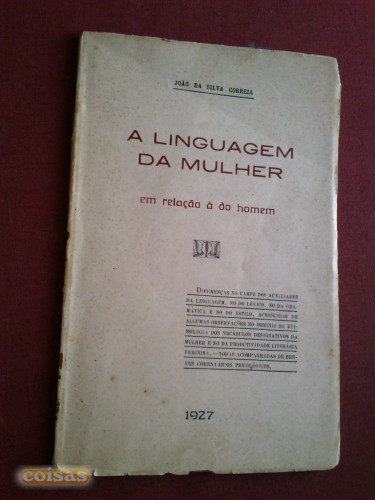 JOÃO DA SILVA CORREIA
A LINGUAGEM
DA MULHER
em relação à do homem
DIFERENÇAS NO CAMPO DOS AUXILIARES
DA LINGUAGEM, NO DO LÉXICO, NO DA GRA-
MÁTICA E NO DO ESTILO, ACRESCIDAS DE
ALGUMAS OBSERVAÇÕES NO DOMÍNIO DA ETI-
MOLOGIA DOS VOCÁBULOS DESIGNATIVOS DA
MULHER E NO DA PRODUTIVIDADE LITERÁRIA
FEMININA, — TODAS ACOMPANHADAS DE BRE-
VES COMENTÁRIOS PSICOLÓGICOS.
1927
coisas